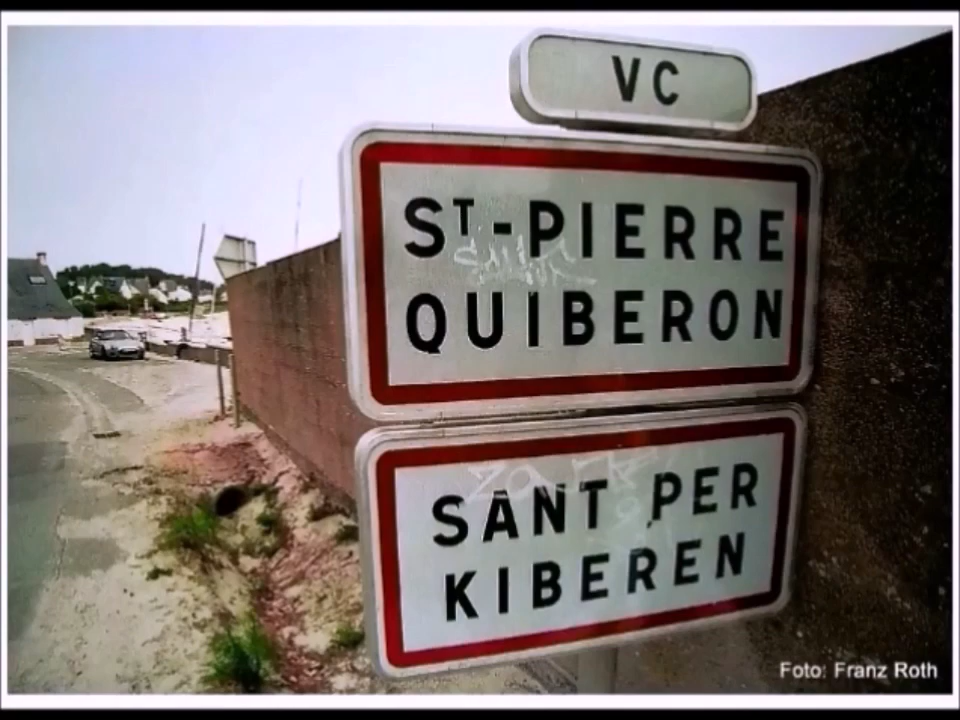 VC
ST-PIERRE
QUIBERON
SANT PER
KIBEREN
Foto: Franz Roth